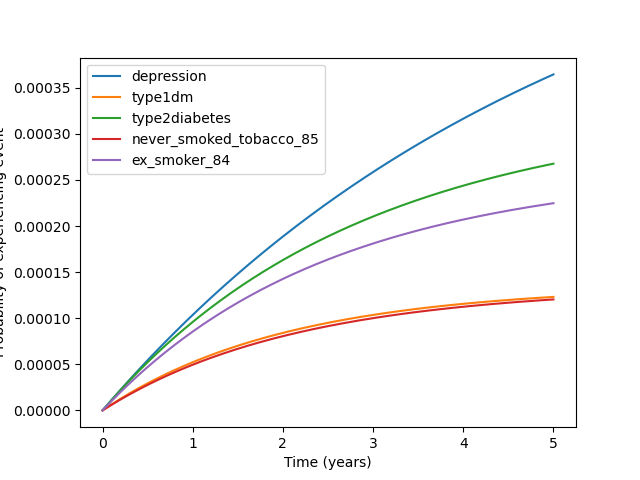 depression
type1dm
type2diabetes
never_smoked_tobacco_85
ex_smoker_84
0.00035
0.00030
0.00025
0.00020
0.00015
0.00010
0.00005
0.00000
0 1 2 3 4 5
Time (years)
Probability of experiencing event